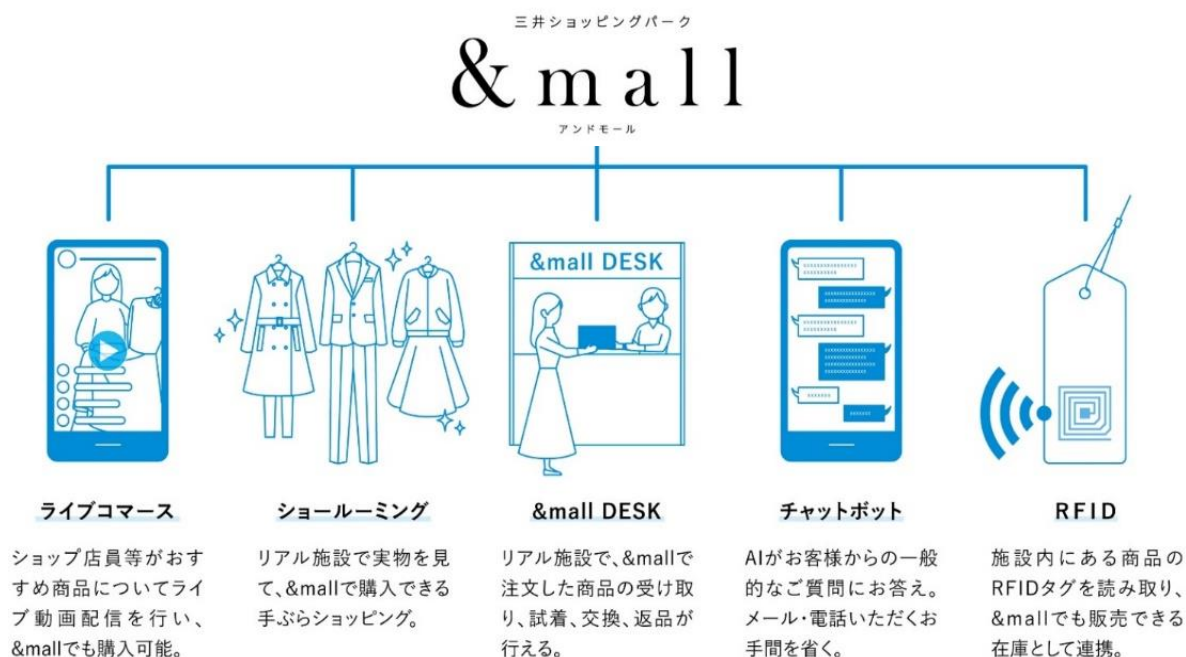 三井ショッピングパーク
&mall
アンドモール
&mall DESK
ライブコマース
ショップ店員等がおす
すめ商品についてライ
ブ動画配信を行い、
&mallでも購入可能。
ショールーミング
リアル施設で実物を見
て、&mallで購入できる
手ぶらショッピング。
&mall DESK
リアル施設で、&mallで
注文した商品の受け取
り、試着、交換、返品が
行える。
チャットボット
AIがお客様からの一般
的なご質問にお答え。
メール・電話いただくお
手間を省く。
RFID
施設内にある商品の
RFIDタグを読み取り、
&mallでも販売できる
在庫として連携。